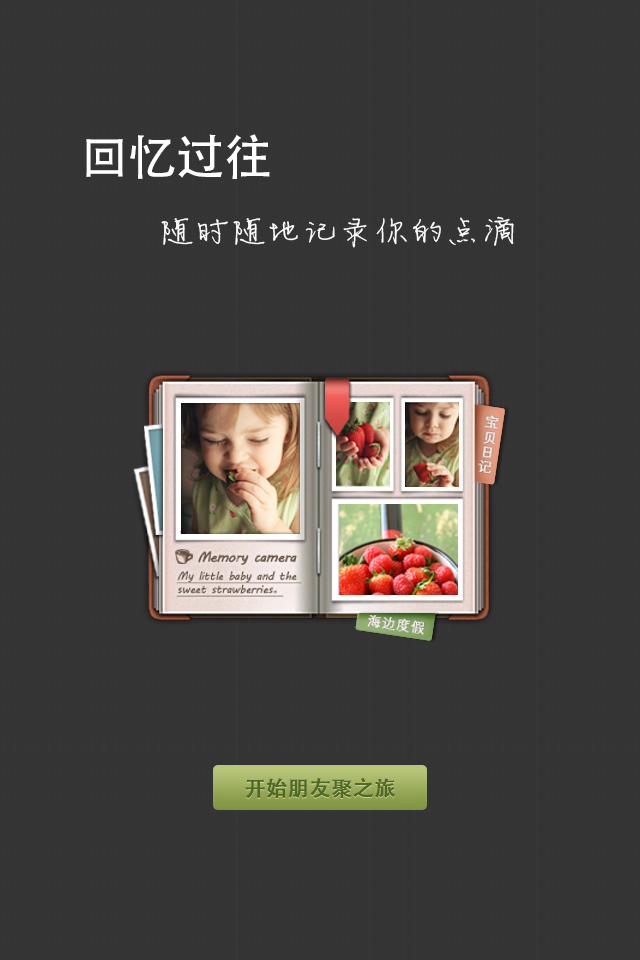 回忆过往
随时随地记录你的点滴
宝贝日记
Memory camera
My little baby and the
sweet strawberries。
海边度假
开始朋友聚之旅